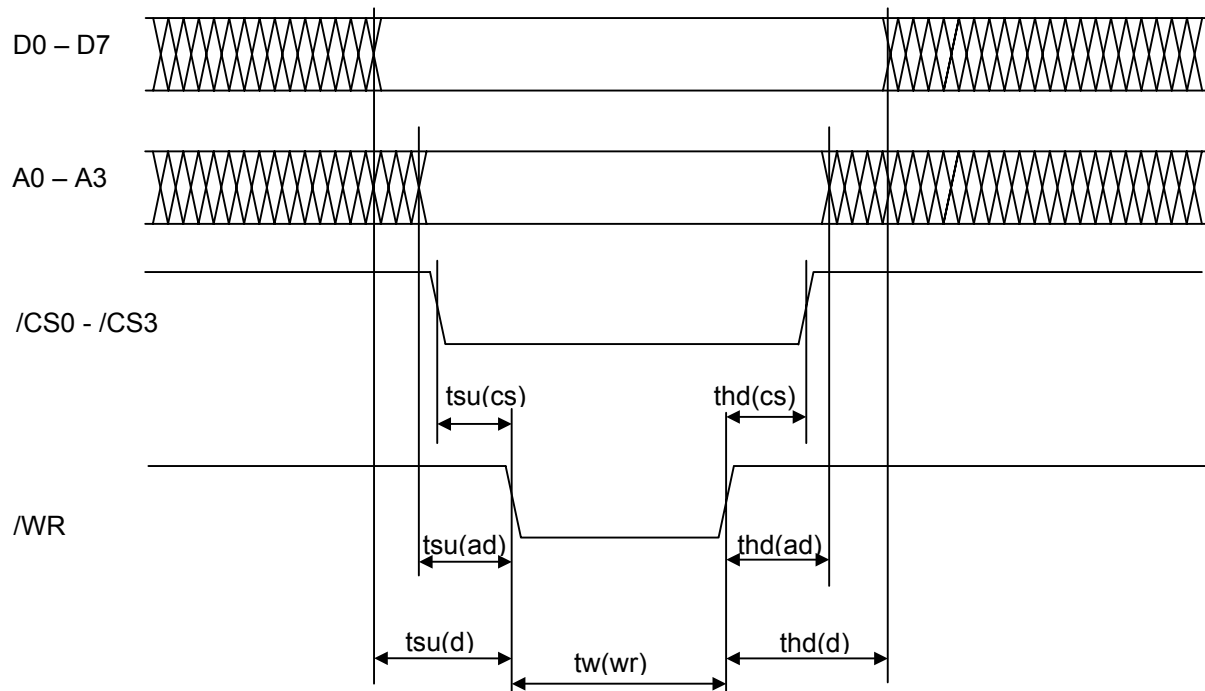 D0 – D7
A0 – A3
/CS0 - /CS3
tsu(cs)
thd(cs)
/WR
tsu(ad)
thd(ad)
tsu(d)
tw(wr)
thd(d)